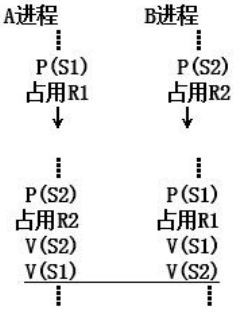 A进程 B进程
P(S1) P(S2)
占用R1 占用R2
P(S2) P(S1)
占用R2 占用R1
V(S2) V(S1)
V(S1) V(S2)